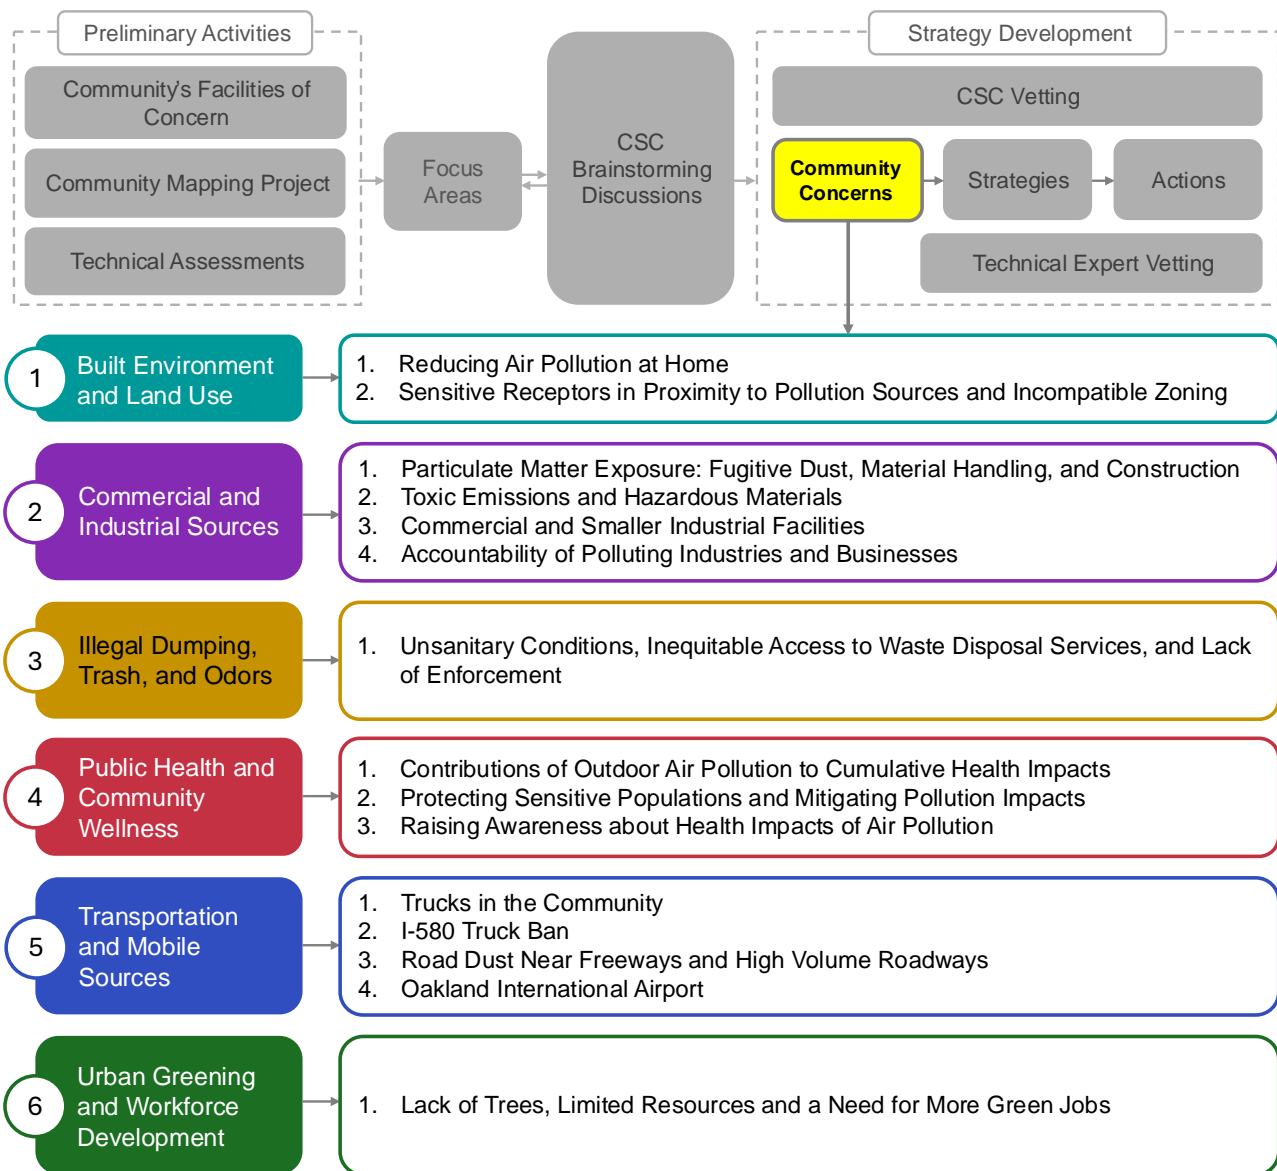 Preliminary Activities
Community's Facilities of
Concern
Community Mapping Project
Technical Assessments
Focus
Areas
CSC
Brainstorming
Discussions
Strategy Development
CSC Vetting
Community
Concerns
Strategies
Actions
Technical Expert Vetting
1
Built Environment
and Land Use
1. Reducing Air Pollution at Home
2. Sensitive Receptors in Proximity to Pollution Sources and Incompatible Zoning
2
Commercial and
Industrial Sources
1. Particulate Matter Exposure: Fugitive Dust, Material Handling, and Construction
2. Toxic Emissions and Hazardous Materials
3. Commercial and Smaller Industrial Facilities
4. Accountability of Polluting Industries and Businesses
3
Illegal Dumping,
Trash, and Odors
1. Unsanitary Conditions, Inequitable Access to Waste Disposal Services, and Lack
of Enforcement
4
Public Health and
Community
Wellness
1. Contributions of Outdoor Air Pollution to Cumulative Health Impacts
2. Protecting Sensitive Populations and Mitigating Pollution Impacts
3. Raising Awareness about Health Impacts of Air Pollution
5
Transportation
and Mobile
Sources
1. Trucks in the Community
2. I-580 Truck Ban
3. Road Dust Near Freeways and High Volume Roadways
4. Oakland International Airport
6
Urban Greening
and Workforce
Development
1. Lack of Trees, Limited Resources and a Need for More Green Jobs